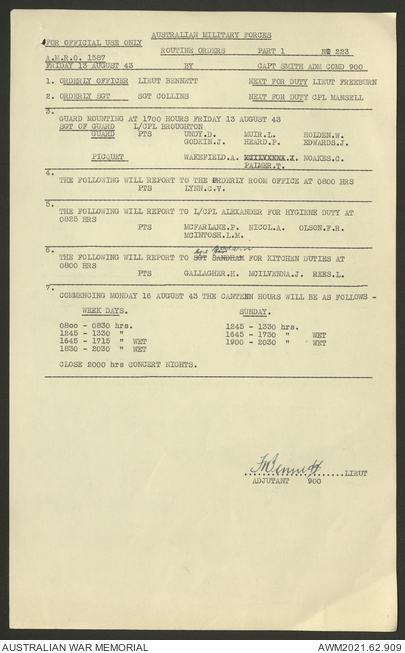 AUSTRALIAN MILITARY FORCES
FOR OFFICIAL USE ONLY
ROUTINE ORDERS PART 1 NO 223
A.M.R.O. 1587
FRIDAY 13 AUGUST 43 BY CAPT SMITH ADM COMD 900
1. ORDERLY OFFICER LIEUT BENNETT NEXT FOR DUTY LIEUT FREEBURN
2. ORDERLY SGT SGT COLLINS NEXT FOR DUTY CPL MANSELL
3.
GUARD MOUNTING AT 1700 HOURS FRIDAY 13 AUGUST 43
SGT OF GUARD L/CPL BROUGHTON
GUARD PTS UNDY.D. MUIR.L. HOLDEN.W.
GODKIN.J. HEARD.P. EDWARDS.J.
PICQUET WAKEFIELD.A. NOAKES.C.
PALMER.T.
4.
THE FOLLOWING WILL REPORT TO THE ORDERLY ROOM OFFICE AT 0800 HRS
PTS LYNN.C.V.
5.
THE FOLLOWING WILL REPORT TO L/CPL ALEXANDER FOR HYGIENE DUTY AT
0825 HRS
PTS MCFARLANE.P. NICOL.A. OLSON.F.R.
MCINTOSH.L.M.
6.
THE FOLLOWING WILL REPORT TO SGT SANDHAM FOR KITCHEN DUTIES AT
0800 HRS
PTS GALLAGHER.H. MCILVENNA.J. REES.L.
7.
COMMENCING MONDAY 16 AUGUST 43 THE CANTEEN HOURS WILL BE AS FOLLOWS -
WEEK DAYS. SUNDAY.
0800 - 0830 hrs. 1245 - 1330 hrs.
1245 - 1330 " 1645 - 1730 " WET
1645 - 1715 " WET 1900 - 2030 " WET
1830 - 2030 " WET
CLOSE 2000 hrs CONCERT NIGHTS.
FBennett LIEUT
ADJUTANT 900
AUSTRALIAN WAR MEMORIAL AWM2021.62.909